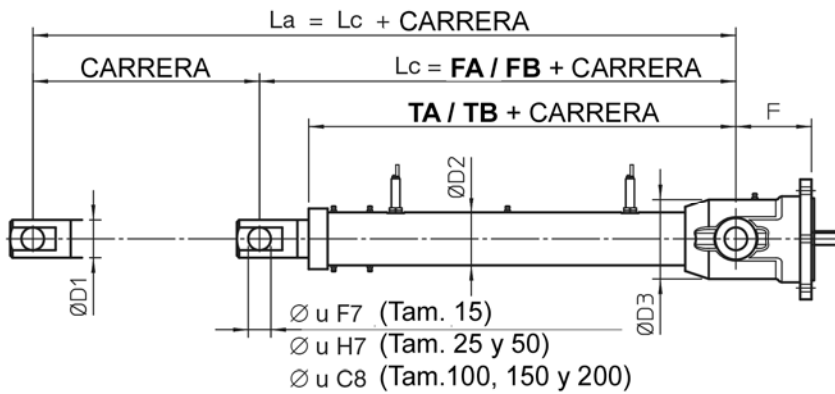 La = Lc + CARRERA
CARRERA
Lc = FA / FB + CARRERA
TA / TB + CARRERA
F
ØD2
ØD1
ØD3
∅ u F7 (Tam. 15)
∅ u H7 (Tam. 25 y 50)
∅ u C8 (Tam.100, 150 y 200)